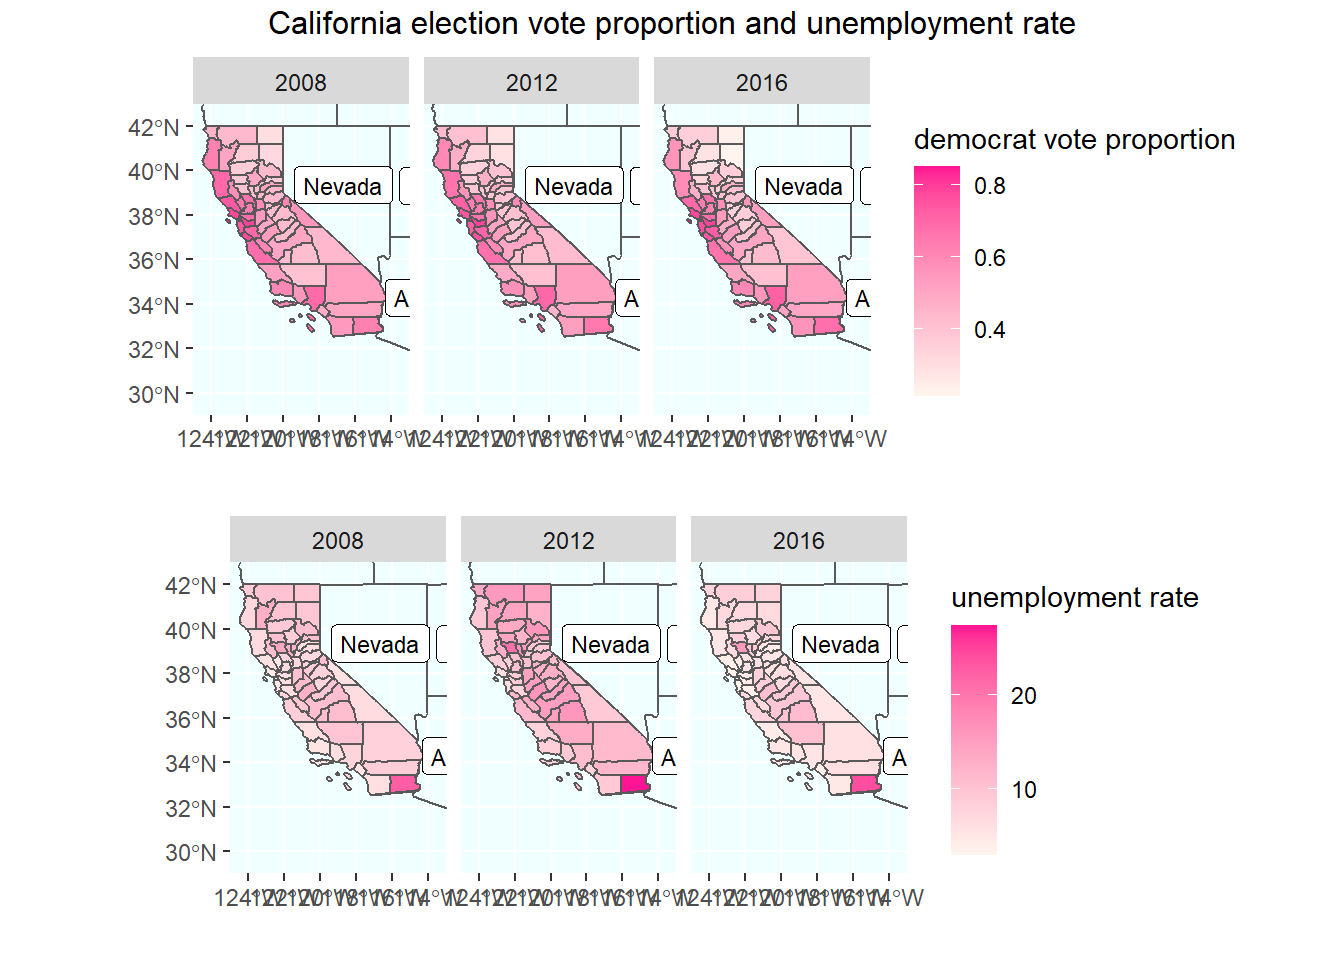 California election vote proportion and unemployment rate
2008 2012 2016
42°N
40°N
38°N
36°N
34°N
32°N
30°N
Nevada Nevada Nevada
A A A
124°W 122°W 120°W 118°W 116°W 114°W 124°W 122°W 120°W 118°W 116°W 114°W 124°W 122°W 120°W 118°W 116°W 114°W
democrat vote proportion
0.8
0.6
0.4
2008 2012 2016
42°N
40°N
38°N
36°N
34°N
32°N
30°N
Nevada Nevada Nevada
A A A
124°W 122°W 120°W 118°W 116°W 114°W 124°W 122°W 120°W 118°W 116°W 114°W 124°W 122°W 120°W 118°W 116°W 114°W
unemployment rate
20
10